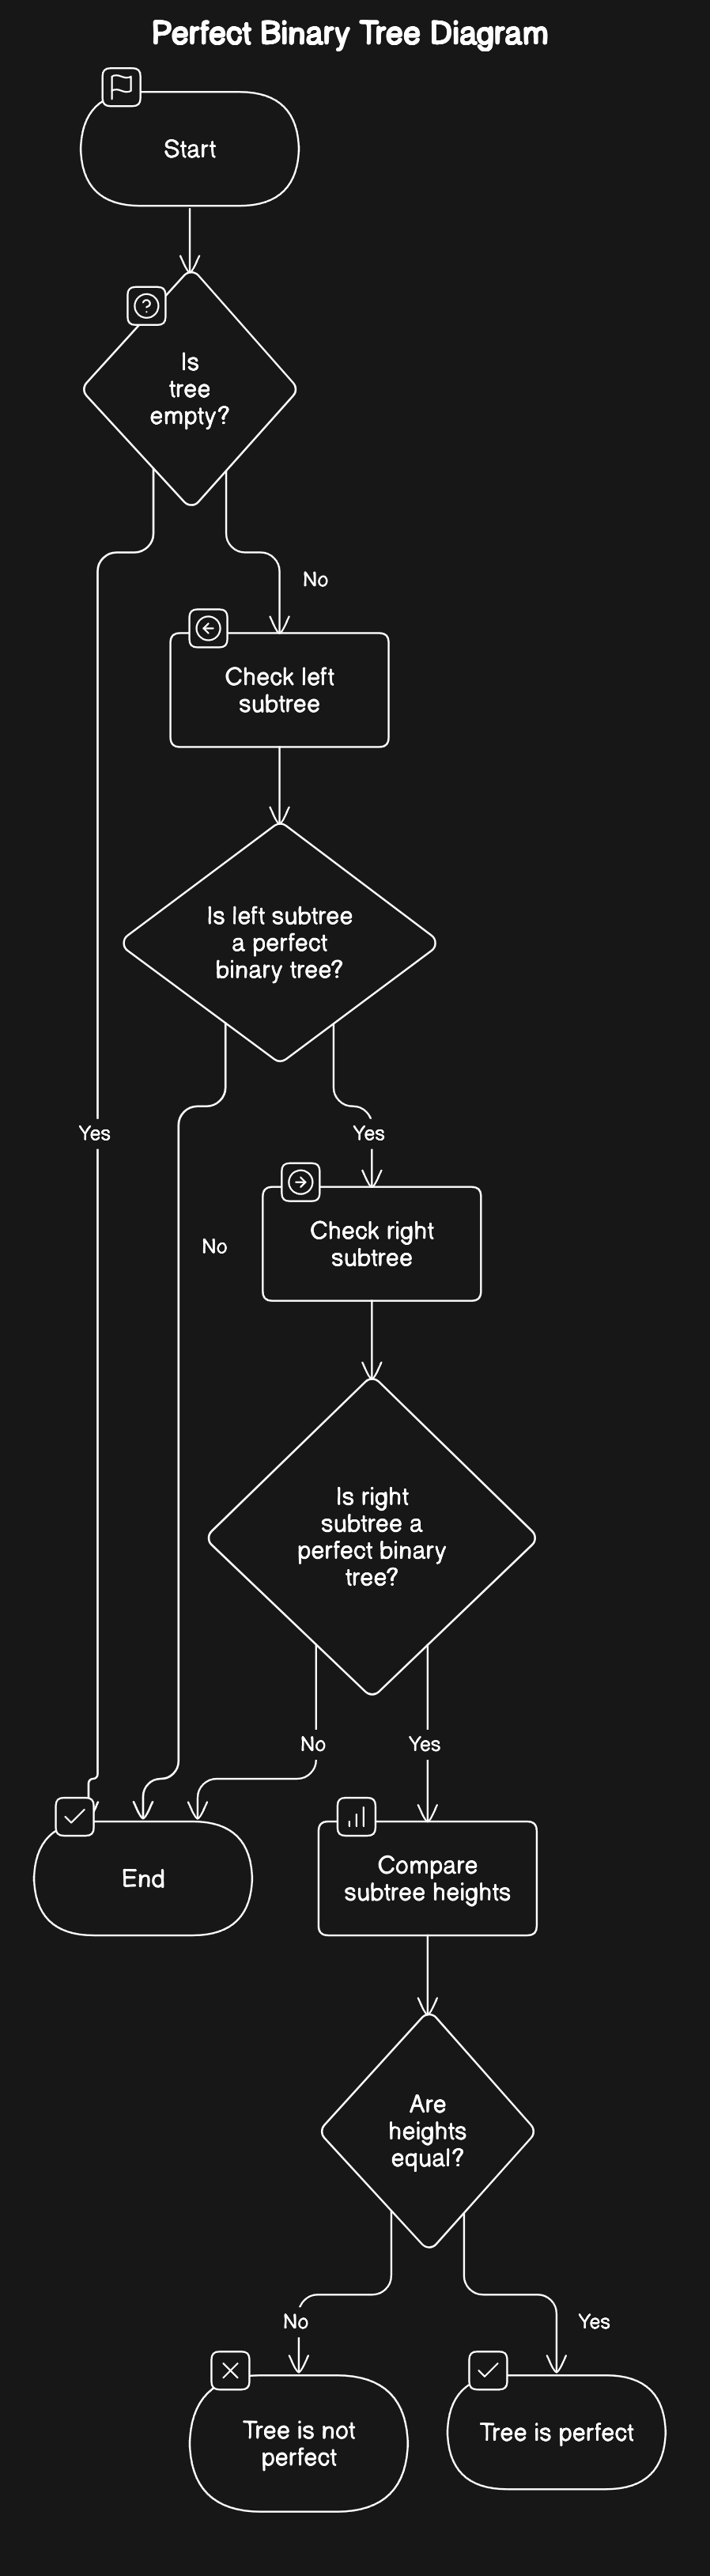 Perfect Binary Tree Diagram
Start
Is
tree
empty?
No
Check left
subtree
Is left subtree
a perfect
binary tree?
Yes
Yes
Check right
subtree
No
Is right
subtree a
perfect binary
tree?
No
Yes
End
Compare
subtree heights
Are
heights
equal?
No
Yes
Tree is not
perfect
Tree is perfect